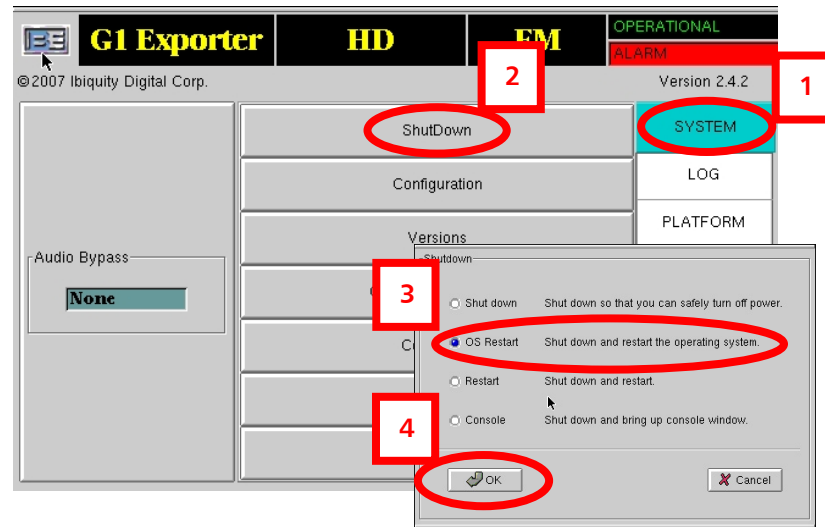 BE
G1 Exporter
HD
FM
OPERATIONAL
ALARM
©2007 Ibiquity Digital Corp.
Version 2.4.2
2
1
ShutDown
SYSTEM
Configuration
LOG
Versions
PLATFORM
Audio Bypass
None
Shutdown
3
Shut down Shut down so that you can safely turn off power.
OS Restart Shut down and restart the operating system.
Restart Shut down and restart.
Console Shut down and bring up console window.
4
OK
Cancel